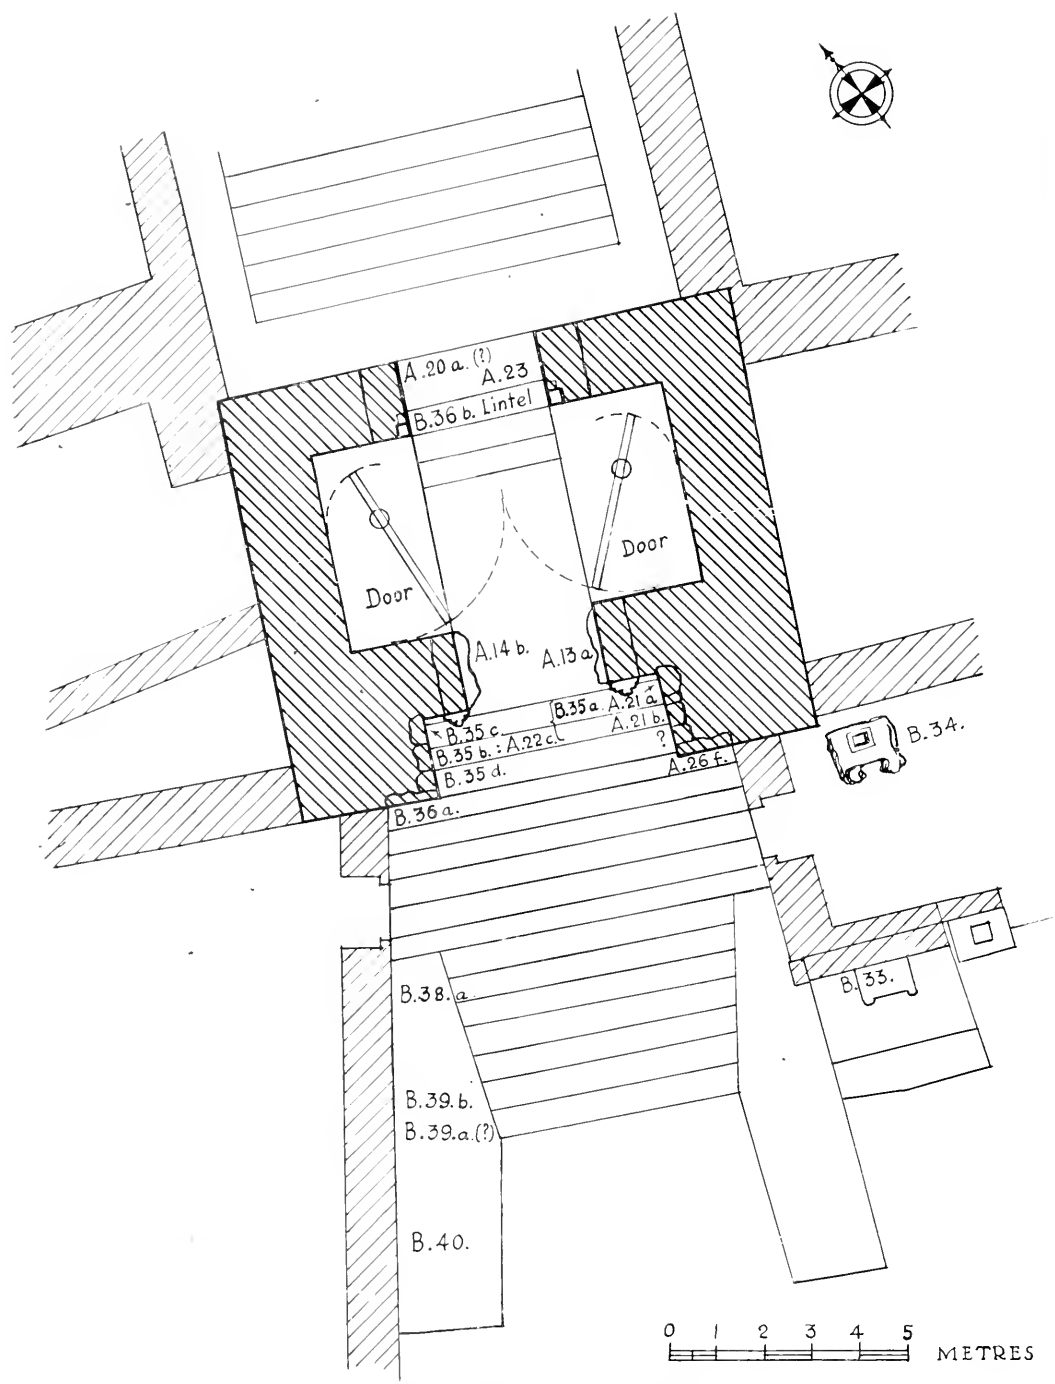 A.20 a. (?)
A.23
B.36 b. Lintel
Door
Door
A.14 b.
A.13 a
B.35 c.
B.35 a. A.21 a
B.35 b. : A.22 c.
A.21 b.
?
B.35 d.
A.26 f.
B.36 a.
B.34.
B.33.
B.38. a
B.39. b.
B.39. a. (?)
B.40.
0 1 2 3 4 5
METRES